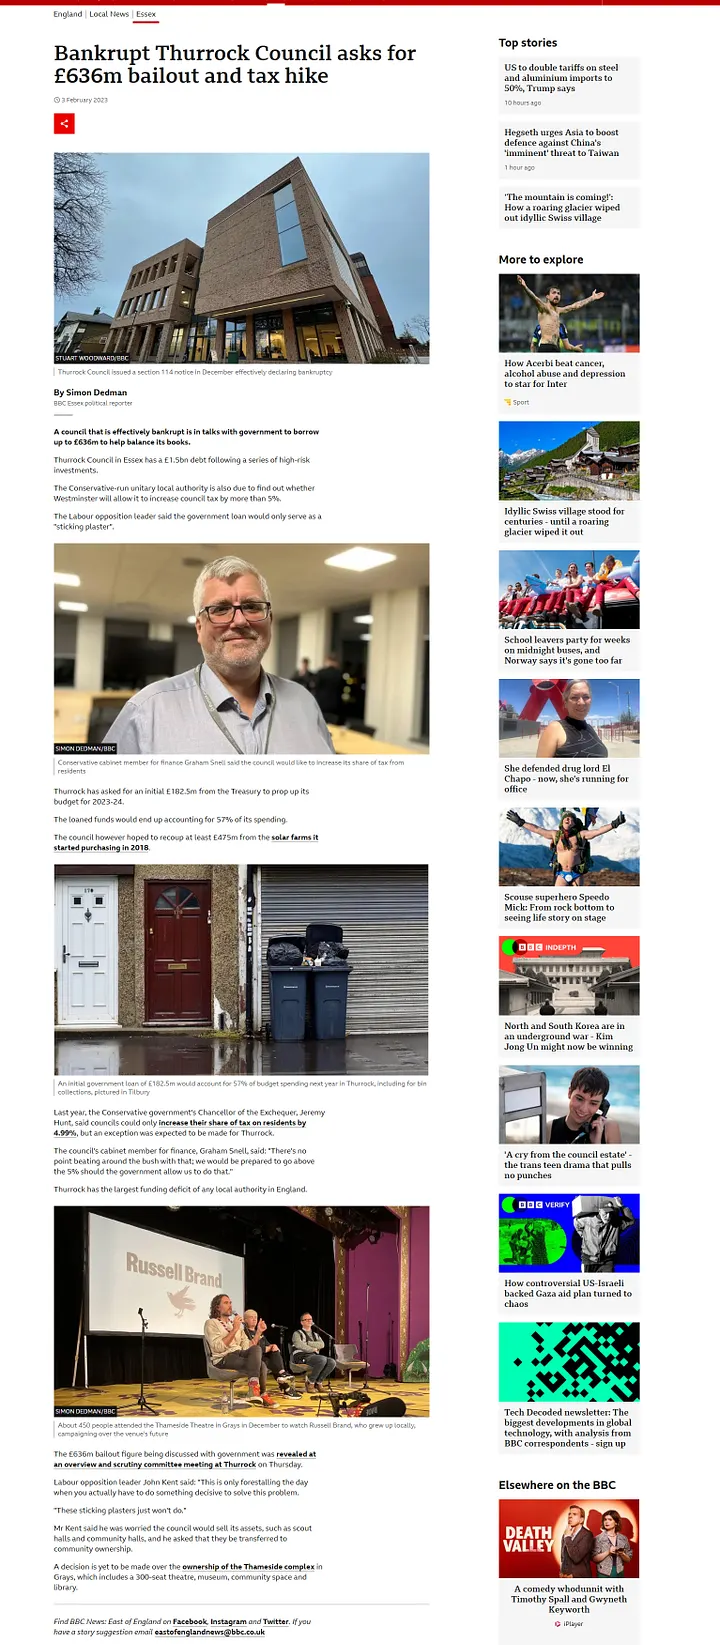 England | Local News | Essex
Bankrupt Thurrock Council asks for
£636m bailout and tax hike
3 February 2023
STUART WOODWARD/BBC
Thurrock Council issued a section 114 notice in December effectively declaring bankruptcy
By Simon Dedman
BBC Essex political reporter
A council that is effectively bankrupt is in talks with government to borrow
up to £636m to help balance its books.
Thurrock Council in Essex has a £1.5bn debt following a series of high-risk
investments.
The Conservative-run unitary local authority is also due to find out whether
Westminster will allow it to increase council tax by more than 5%.
The Labour opposition leader said the government loan would only serve as a
"sticking plaster".
SIMON DEDMAN/BBC
Conservative cabinet member for finance Graham Snell said the council would like to increase its share of tax from
residents
Thurrock has asked for an initial £182.5m from the Treasury to prop up its
budget for 2023-24.
The loaned funds would end up accounting for 57% of its spending.
The council however hoped to recoup at least £475m from the solar farms it
started purchasing in 2018.
An initial government loan of £182.5m would account for 57% of budget spending next year in Thurrock, including for bin
collections, pictured in Tilbury
Last year, the Conservative government's Chancellor of the Exchequer, Jeremy
Hunt, said councils could only increase their share of tax on residents by
4.99%, but an exception was expected to be made for Thurrock.
The council's cabinet member for finance, Graham Snell, said: "There's no
point beating around the bush with that; we would be prepared to go above
the 5% should the government allow us to do that."
Thurrock has the largest funding deficit of any local authority in England.
Russell Brand
SIMON DEDMAN/BBC
About 450 people attended the Thameside Theatre in Grays in December to watch Russell Brand, who grew up locally,
campaigning over the venue's future
The £636m bailout figure being discussed with government was revealed at
an overview and scrutiny committee meeting at Thurrock on Thursday.
Labour opposition leader John Kent said: "This is only forestalling the day
when you actually have to do something decisive to solve this problem.
"These sticking plasters just won't do."
Mr Kent said he was worried the council would sell its assets, such as scout
halls and community halls, and he asked that they be transferred to
community ownership.
A decision is yet to be made over the ownership of the Thameside complex in
Grays, which includes a 300-seat theatre, museum, community space and
library.
Find BBC News: East of England on Facebook, Instagram and Twitter. If you
have a story suggestion email eastofenglandnews@bbc.co.uk
Top stories
US to double tariffs on steel
and aluminium imports to
50%, Trump says
10 hours ago
Hegseth urges Asia to boost
defence against China's
'imminent' threat to Taiwan
1 hour ago
'The mountain is coming!':
How a roaring glacier wiped
out idyllic Swiss village
More to explore
How Acerbi beat cancer,
alcohol abuse and depression
to star for Inter
Sport
Idyllic Swiss village stood for
centuries - until a roaring
glacier wiped it out
School leavers party for weeks
on midnight buses, and
Norway says it's gone too far
She defended drug lord El
Chapo - now, she's running for
office
Scouse superhero Speedo
Mick: From rock bottom to
seeing life story on stage
BBC INDEPTH
North and South Korea are in
an underground war - Kim
Jong Un might now be winning
'A cry from the council estate' -
the trans teen drama that pulls
no punches
BBC VERIFY
How controversial US-Israeli
backed Gaza aid plan turned to
chaos
Tech Decoded newsletter: The
biggest developments in global
technology, with analysis from
BBC correspondents - sign up
Elsewhere on the BBC
DEATH
VALLEY
A comedy whodunnit with
Timothy Spall and Gwyneth
Keyworth
iPlayer